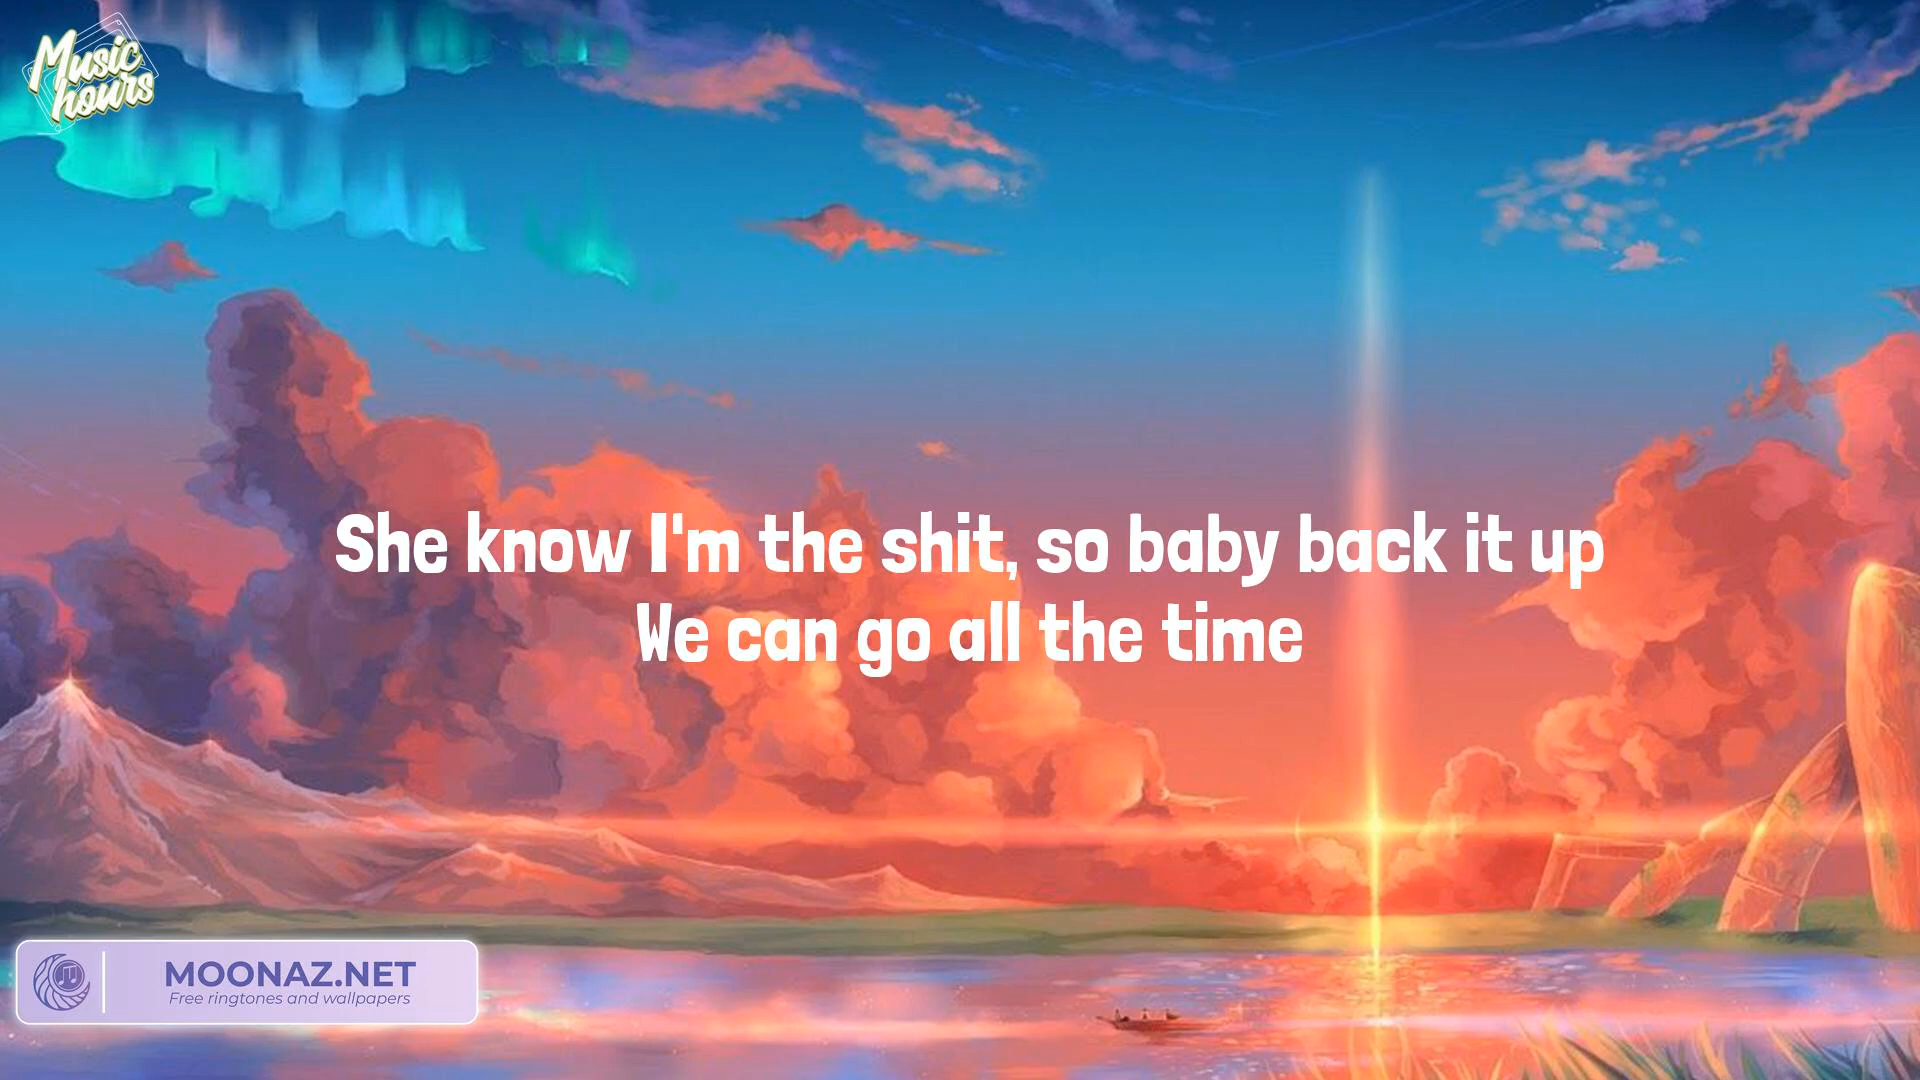 Music
hours
She know I'm the shit, so baby back it up
We can go all the time
MOONAZ.NET
Free ringtones and wallpapers